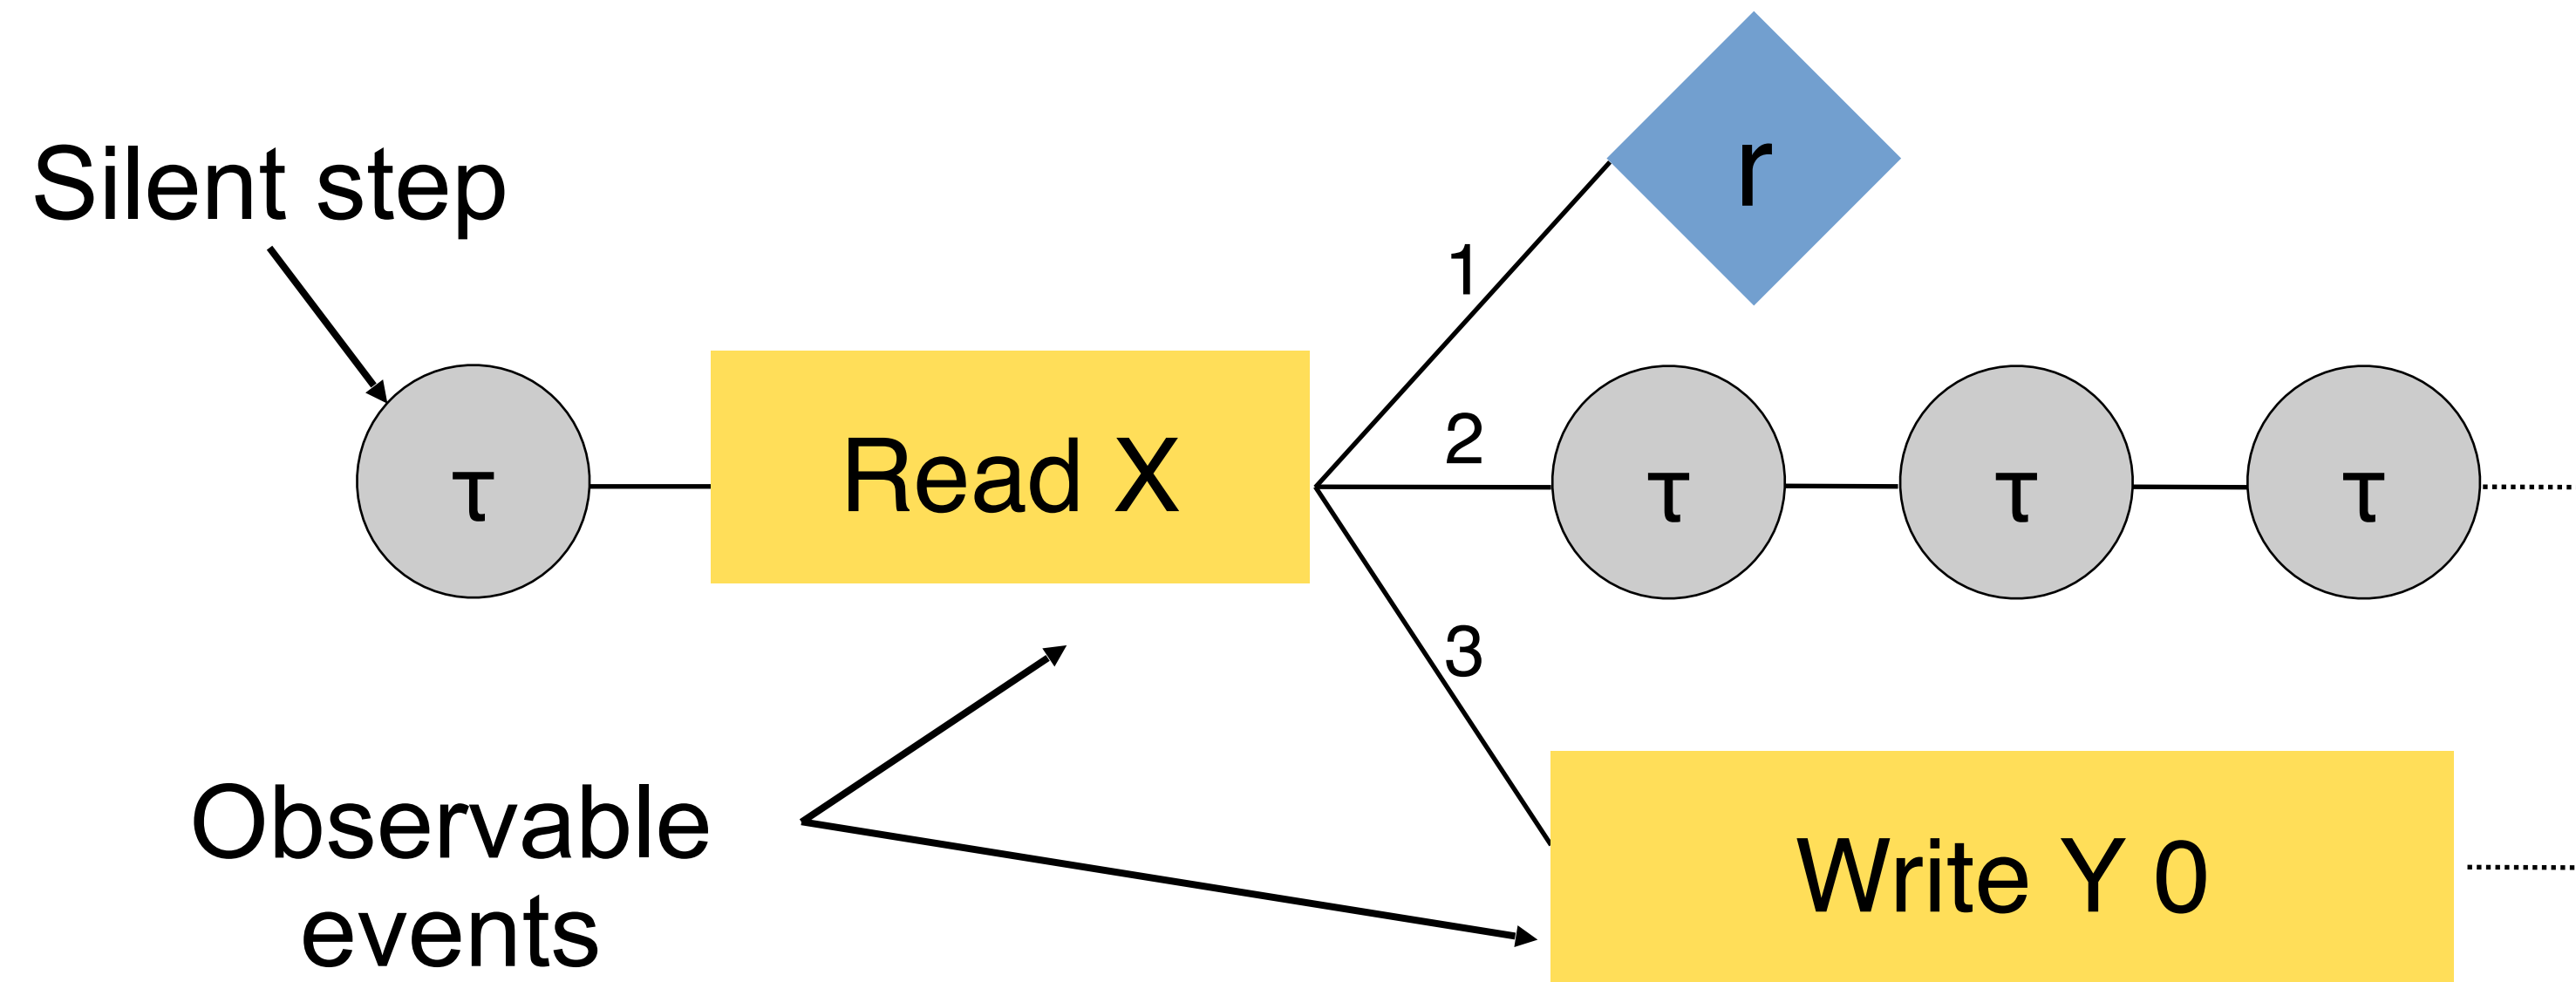 r
Silent step
1
2
τ
Read X
τ
τ
τ
3
Observable
events
Write Y 0